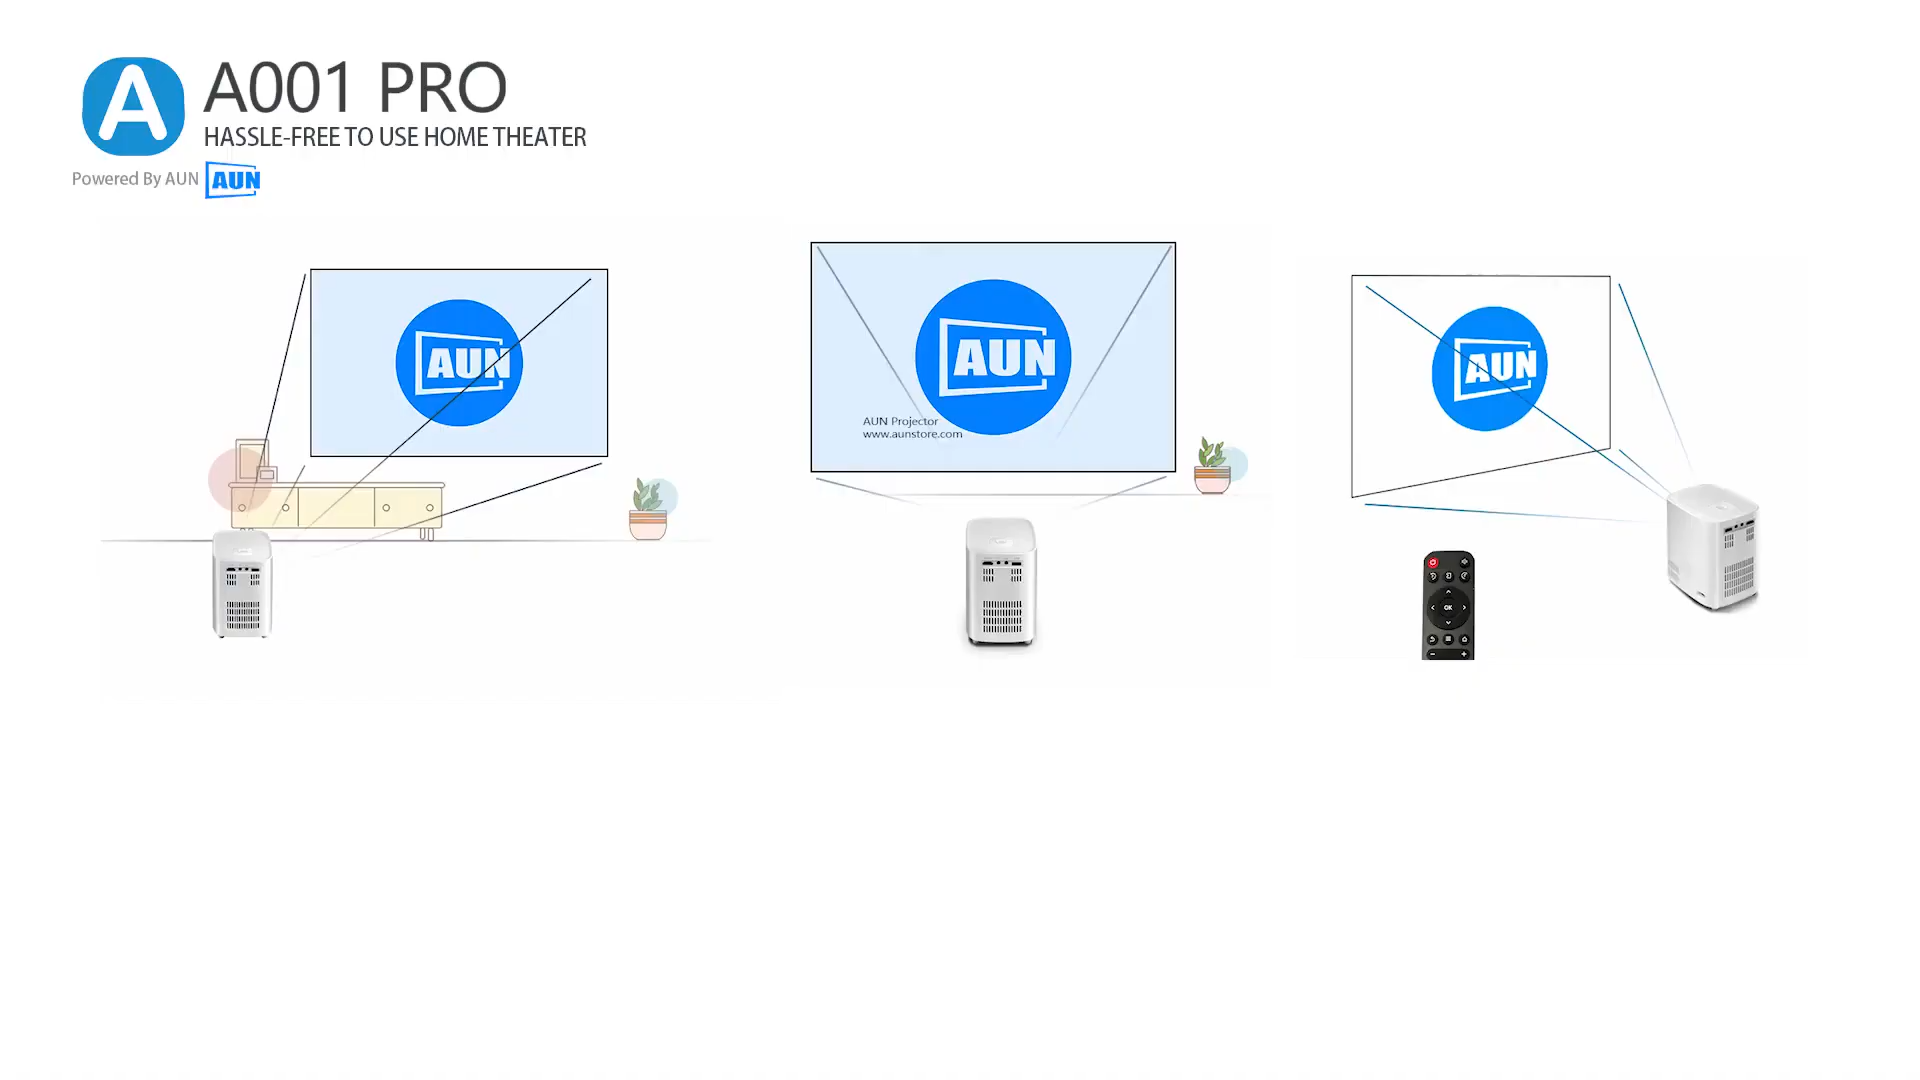 A
A001 PRO
HASSLE-FREE TO USE HOME THEATER
Powered By AUN AUN
AUN
AUN
AUN Projector
www.aunstore.com
AUN
OK